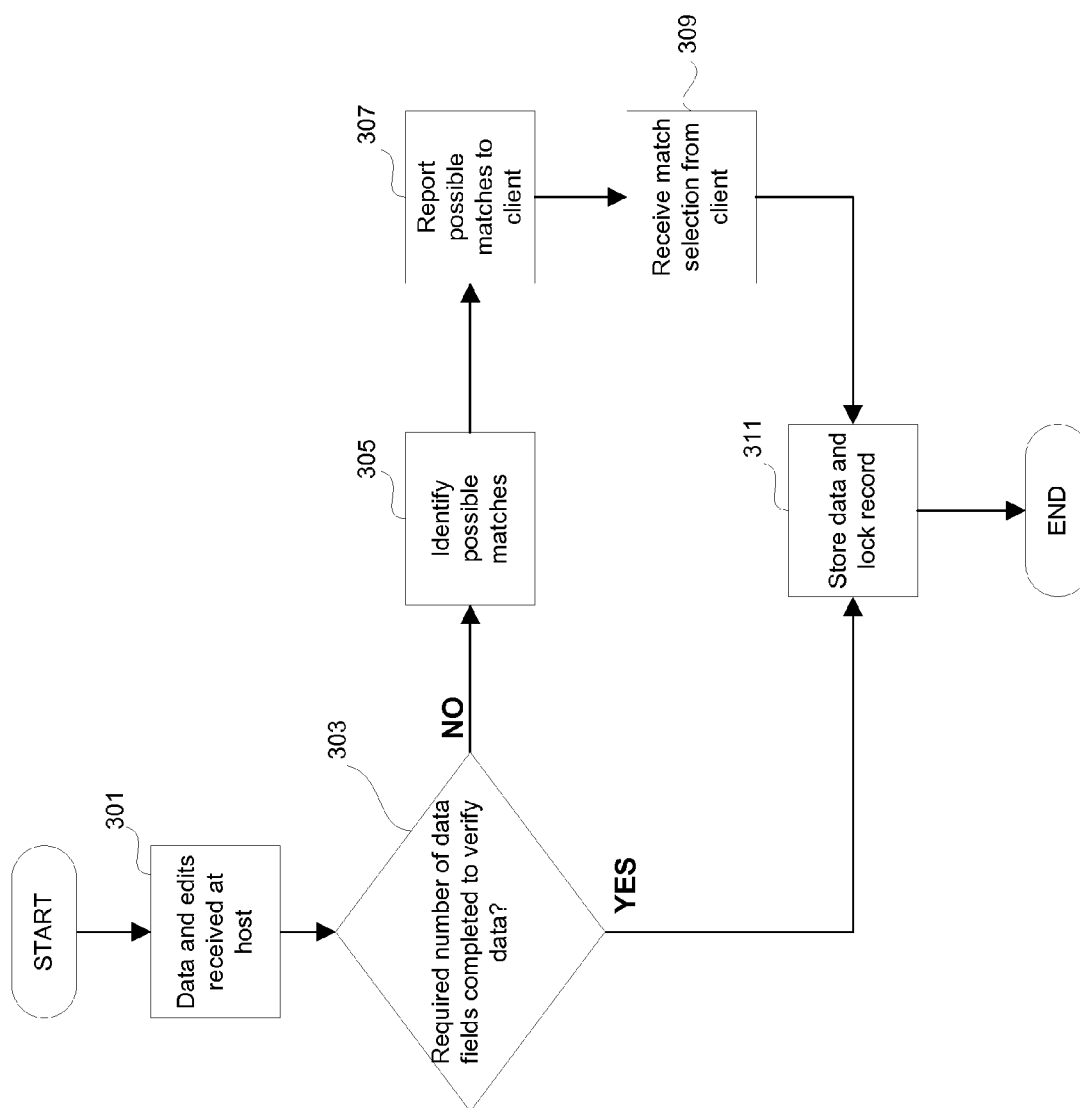 START
301
Data and edits
received at
host
303
Required number of data
fields completed to verify
data?
NO
YES
305
Identify
possible
matches
307
Report
possible
matches to
client
309
Receive match
selection from
client
311
Store data and
lock record
END